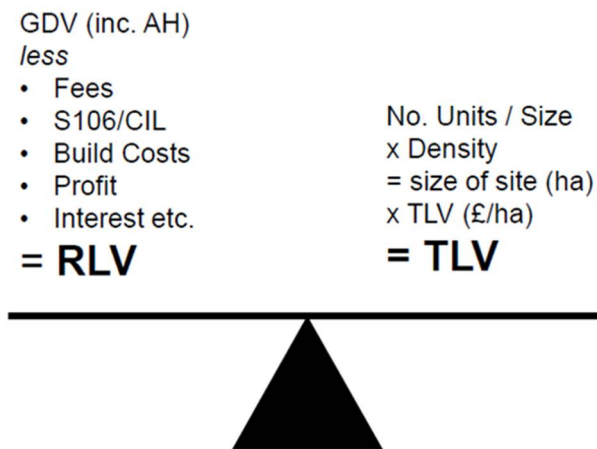 GDV (inc. AH)
less
• Fees
• S106/CIL
• Build Costs
• Profit
• Interest etc.
= RLV
No. Units / Size
x Density
= size of site (ha)
x TLV (£/ha)
= TLV